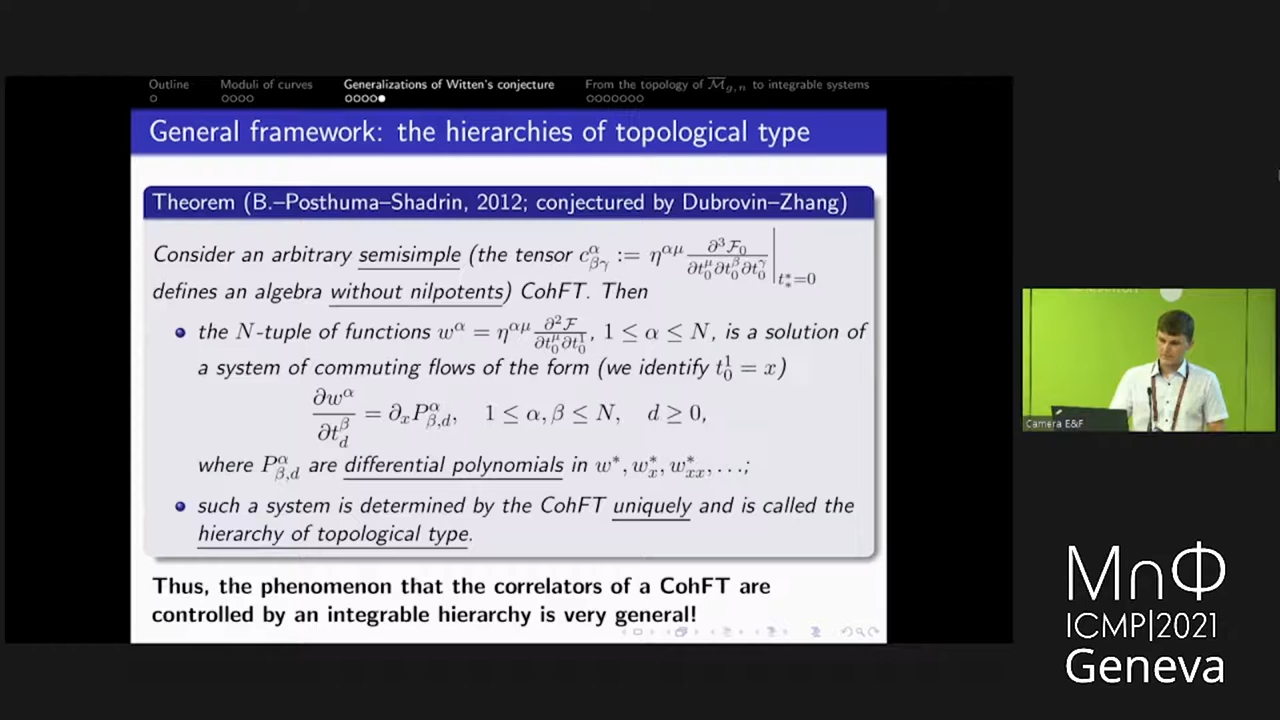 Outline Moduli of curves Generalizations of Witten's conjecture From the topology of $\overline{\mathcal{M}}_{g,n}$ to integrable systems
General framework: the hierarchies of topological type
Theorem (B.–Posthuma–Shadrin, 2012; conjectured by Dubrovin–Zhang)
Consider an arbitrary semisimple (the tensor $c^\alpha_{\beta\gamma} := \eta^{\alpha\mu} \frac{\partial^3 \mathcal{F}_0}{\partial t^\mu_0 \partial t^\beta_0 \partial t^\gamma_0}\Big|_{t^*_*=0}$
defines an algebra without nilpotents) CohFT. Then
• the N-tuple of functions $w^\alpha = \eta^{\alpha\mu} \frac{\partial^2 \mathcal{F}}{\partial t^\mu_0 \partial t^1_0}$, $1 \le \alpha \le N$, is a solution of
a system of commuting flows of the form (we identify $t^1_0 = x$)
$\frac{\partial w^\alpha}{\partial t^\beta_d} = \partial_x P^\alpha_{\beta,d}, \quad 1 \le \alpha, \beta \le N, \quad d \ge 0,$
where $P^\alpha_{\beta,d}$ are differential polynomials in $w^*, w^*_x, w^*_{xx}, \ldots$;
• such a system is determined by the CohFT uniquely and is called the
hierarchy of topological type.
Thus, the phenomenon that the correlators of a CohFT are
controlled by an integrable hierarchy is very general!
Camera E&F
MПΦ
ICMP|2021
Geneva